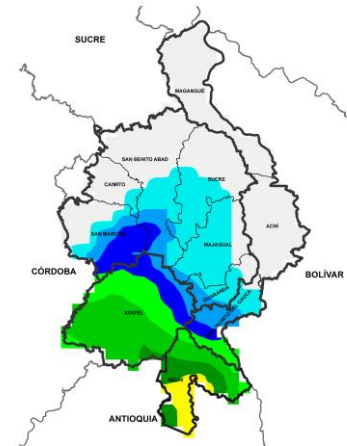 SUCRE
MAGANGUÉ
SAN BENITO ABAD
CAIMITO
SUCRE
SAN MARCOS
MAJAGUAL
ACHÍ
CÓRDOBA
BOLÍVAR
GUARANDA
AYAPEL
ANTIOQUIA